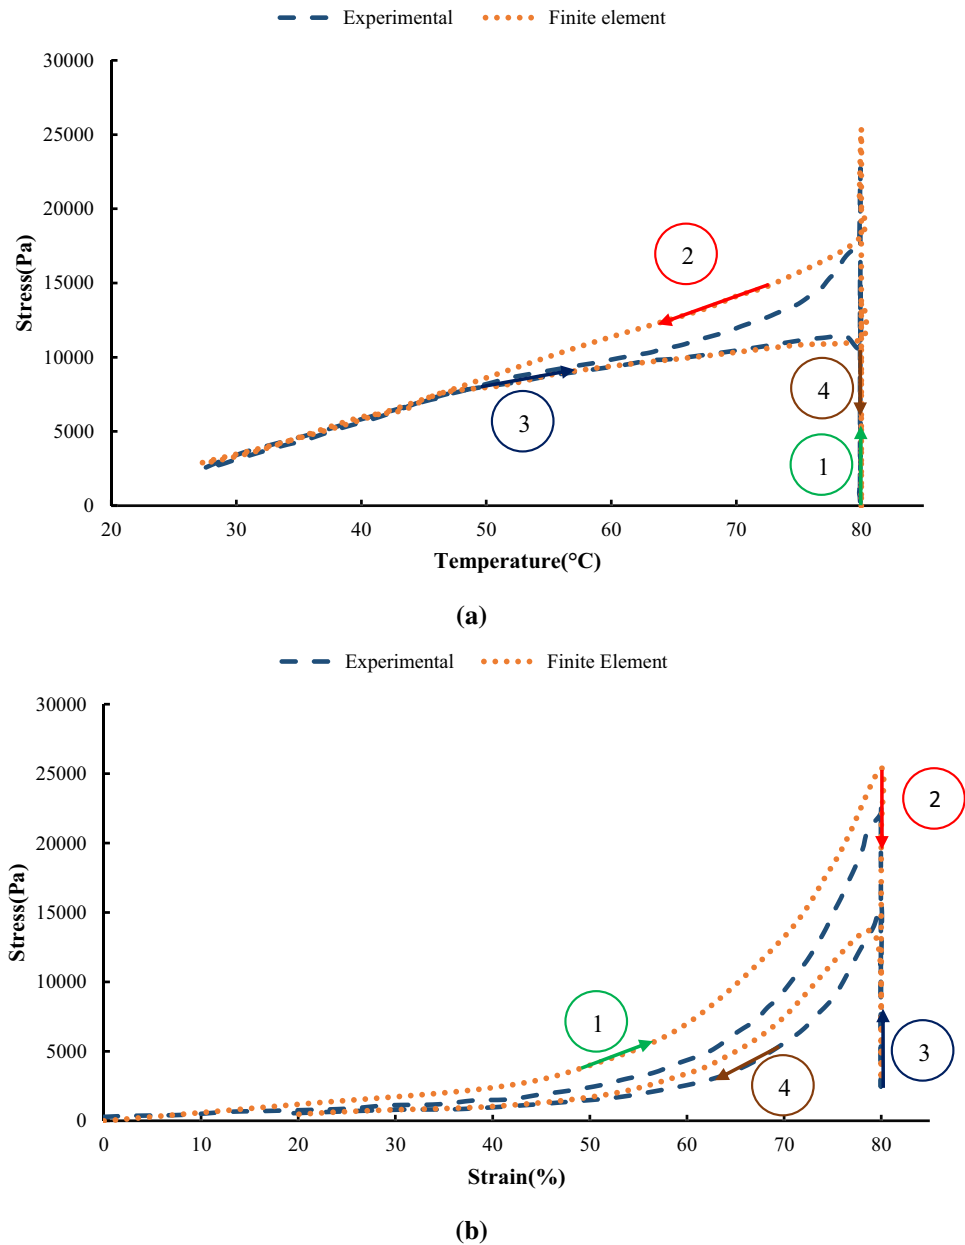 Experimental Finite element
30000
25000
20000
15000
10000
5000
0
Stress(Pa)
2
3
4
1
20 30 40 50 60 70 80
Temperature(°C)
(a)
Experimental Finite Element
30000
25000
20000
15000
10000
5000
0
Stress(Pa)
2
1
3
4
0 10 20 30 40 50 60 70 80
Strain(%)
(b)